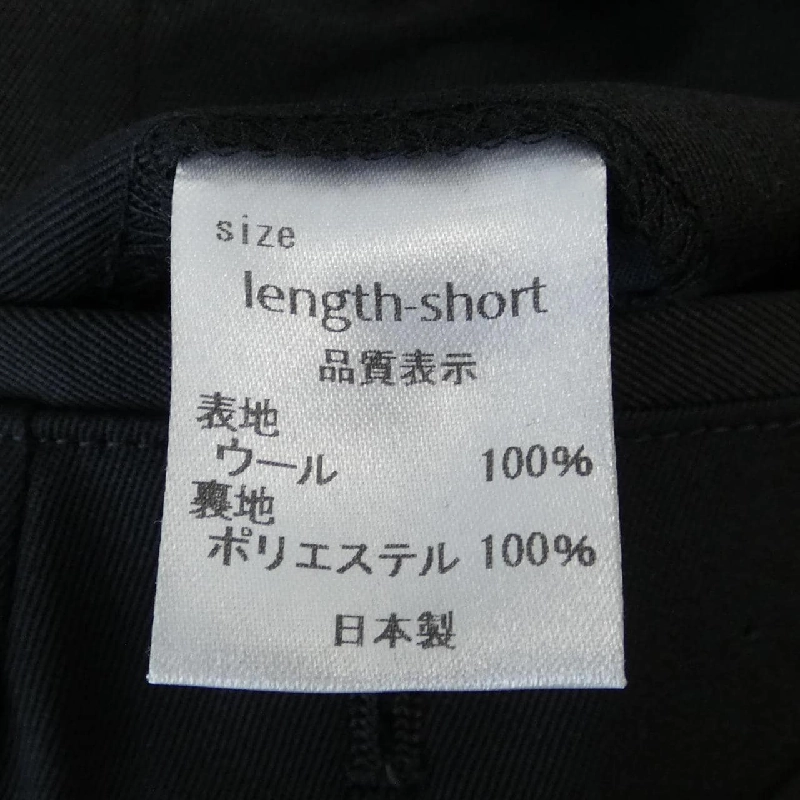 size
length-short
品質表示
表地
ウール 100%
裏地
ポリエステル 100%
日本製